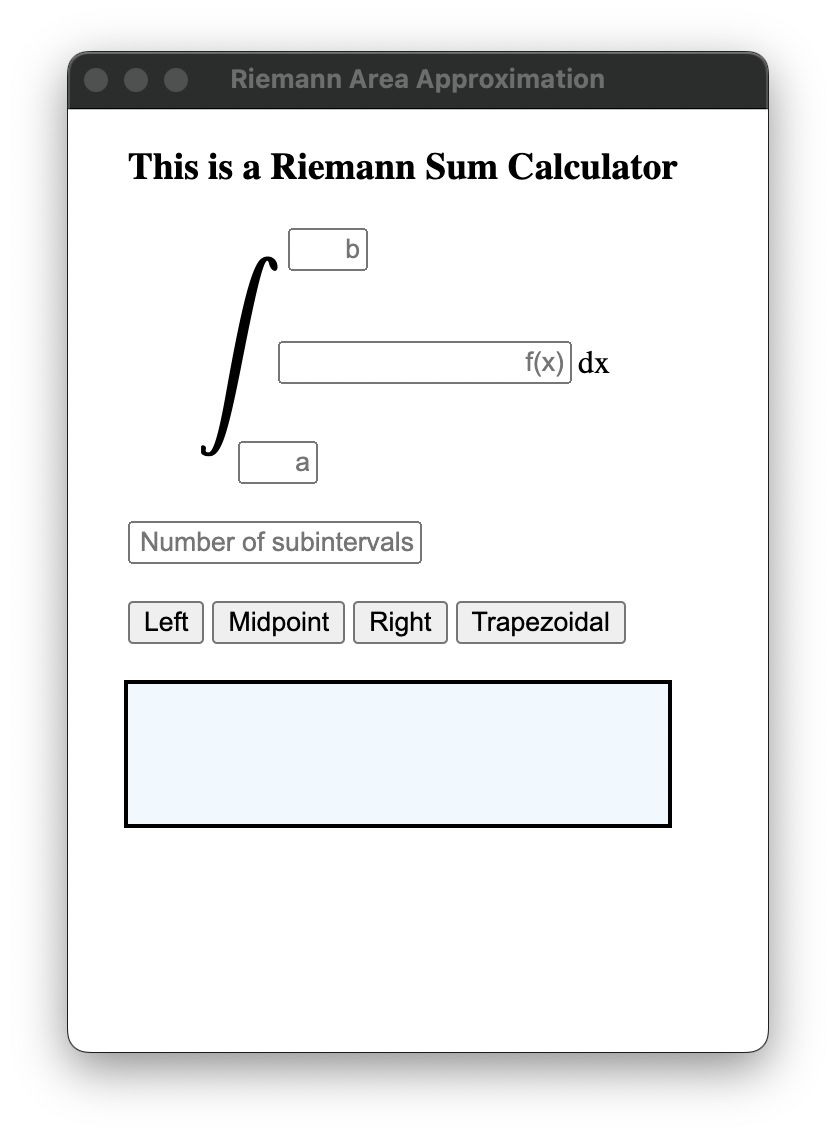 Riemann Area Approximation
This is a Riemann Sum Calculator
b
∫
f(x) dx
a
Number of subintervals
Left Midpoint Right Trapezoidal